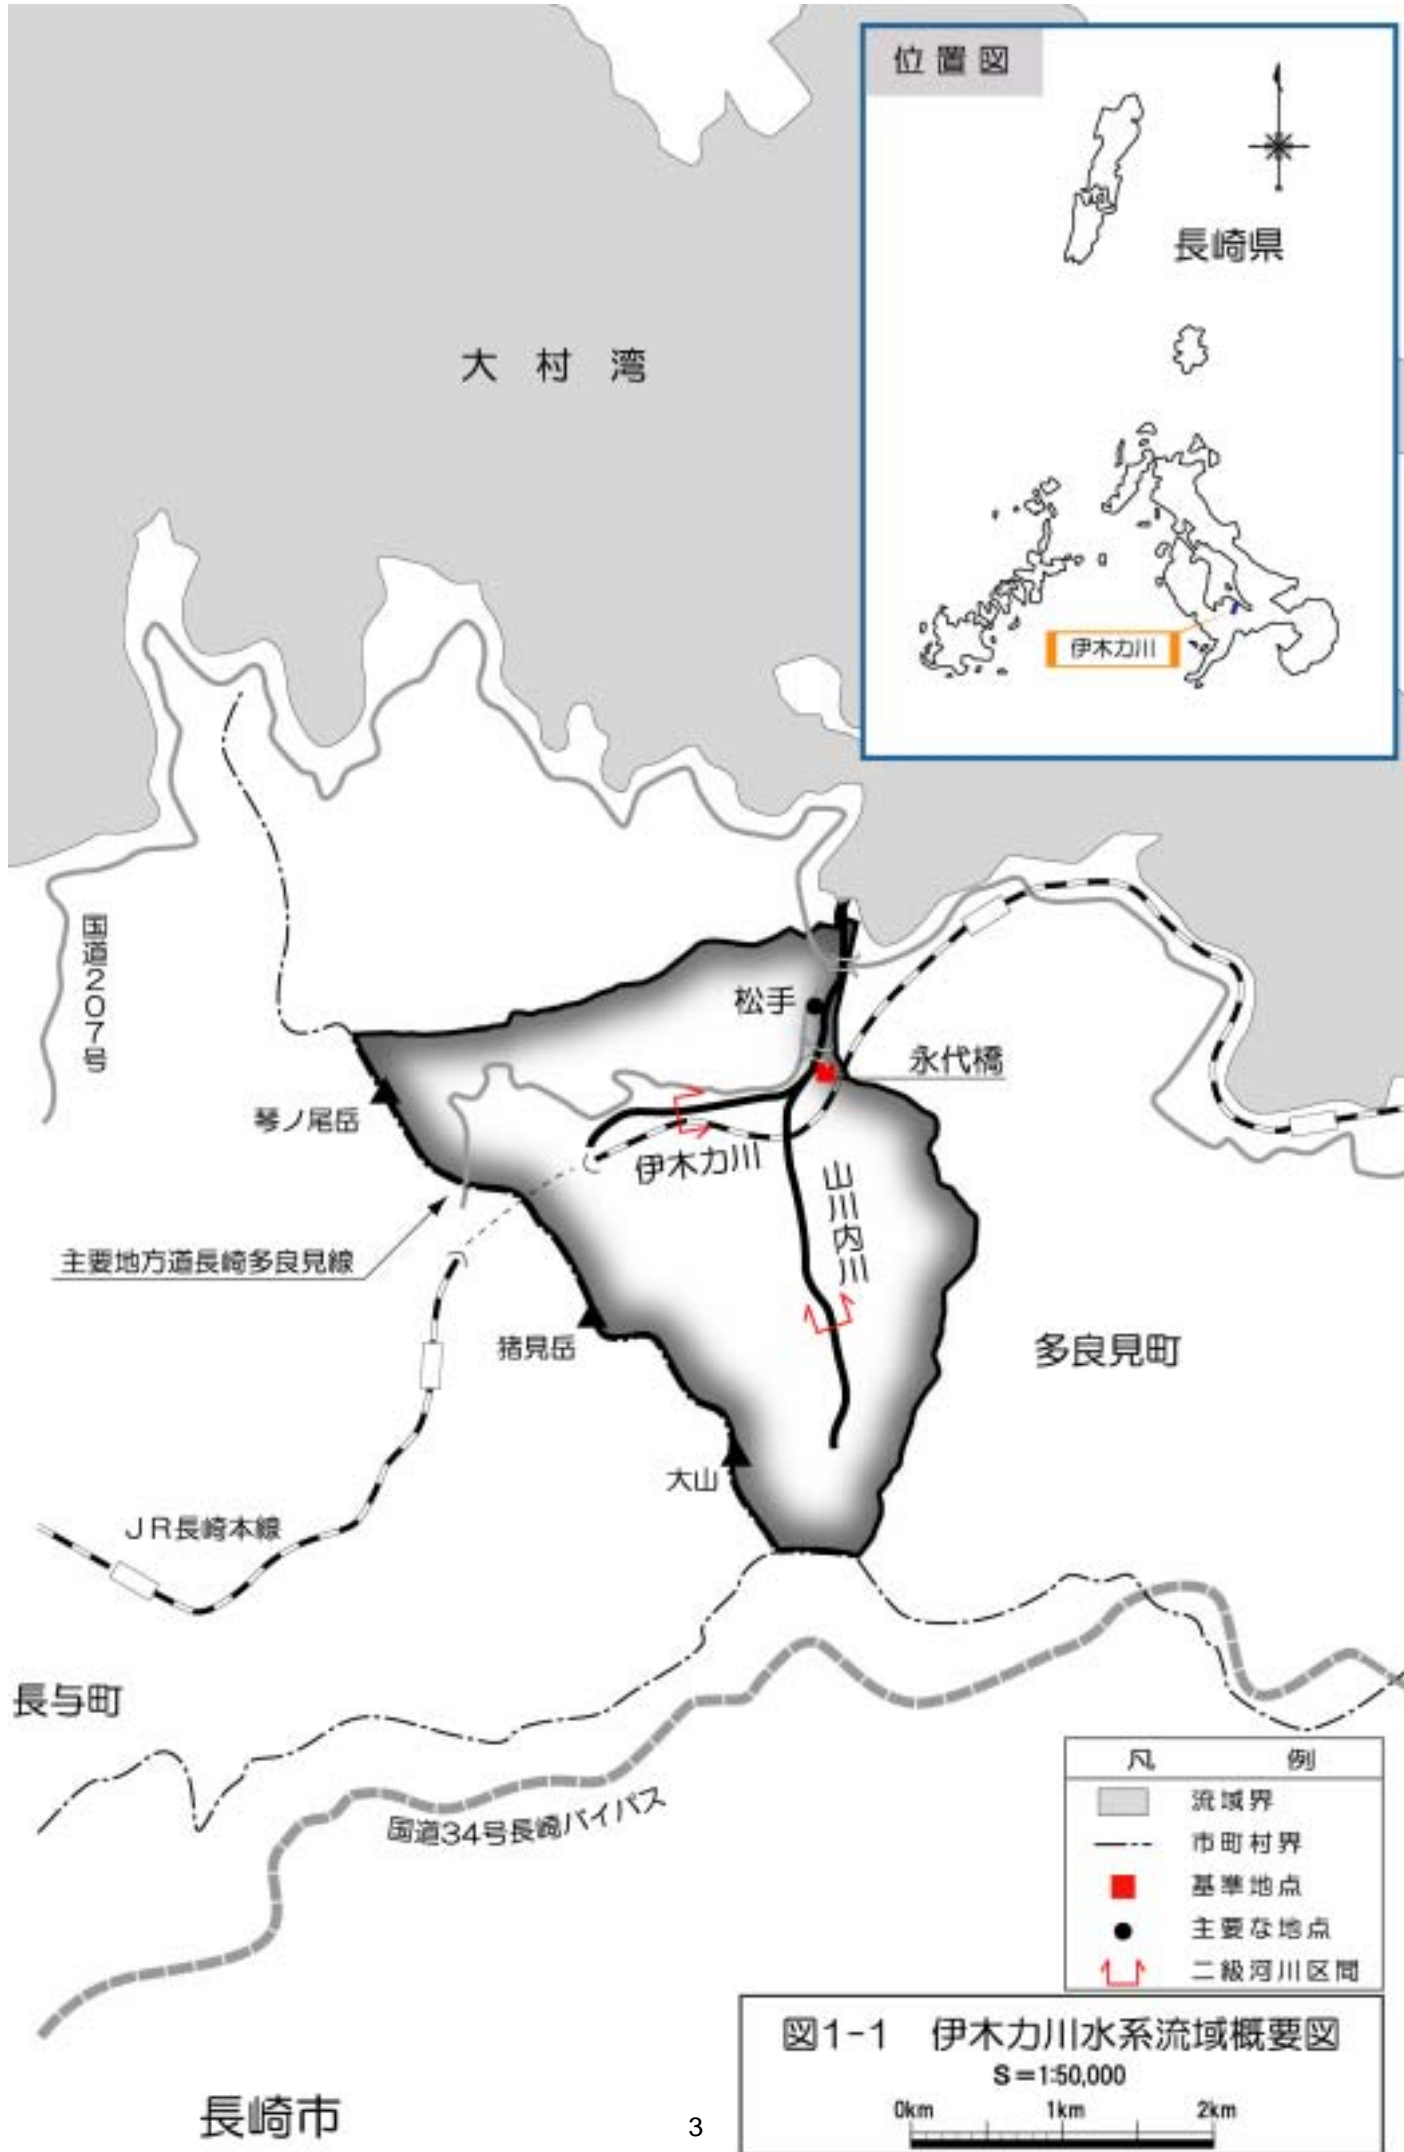 位置図
長崎県
伊木力川
大村湾
国道207号
松手
永代橋
琴ノ尾岳
伊木力川
山川内川
主要地方道長崎多良見線
猪見岳
多良見町
大山
JR長崎本線
長与町
国道34号長崎バイパス
凡例
流域界
市町村界
基準地点
主要な地点
二級河川区間
図1-1 伊木力川水系流域概要図
S=1:50,000
0km 1km 2km
長崎市
3